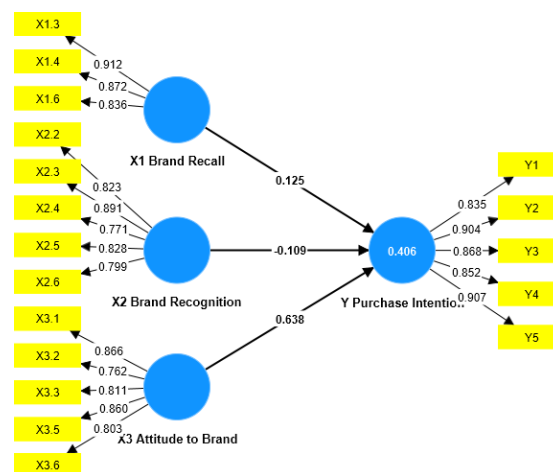 X1.3
X1.4
X1.6
0.912
0.872
0.836
X1 Brand Recall
X2.2
X2.3
X2.4
X2.5
X2.6
0.823
0.891
0.771
0.828
0.799
X2 Brand Recognition
X3.1
X3.2
X3.3
X3.5
X3.6
0.866
0.762
0.811
0.860
0.803
X3 Attitude to Brand
0.125
-0.109
0.638
0.406
Y Purchase Intention
0.835
0.904
0.868
0.852
0.907
Y1
Y2
Y3
Y4
Y5